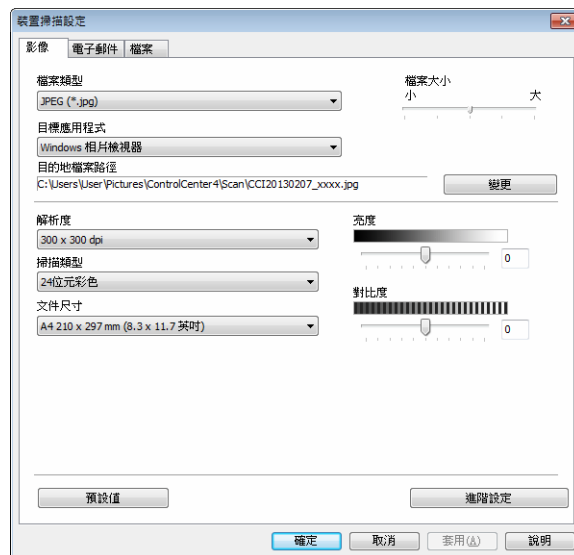 裝置掃描設定
影像 電子郵件 檔案
檔案類型
JPEG (*.jpg)
檔案大小
小 大
目標應用程式
Windows 相片檢視器
目的地檔案路徑
C:\Users\User\Pictures\ControlCenter4\Scan\CCI20130207_xxxx.jpg
變更
解析度
300 x 300 dpi
亮度
0
掃描類型
24位元彩色
對比度
0
文件尺寸
A4 210 x 297 mm (8.3 x 11.7 英吋)
預設值 進階設定
確定 取消 套用(A) 說明